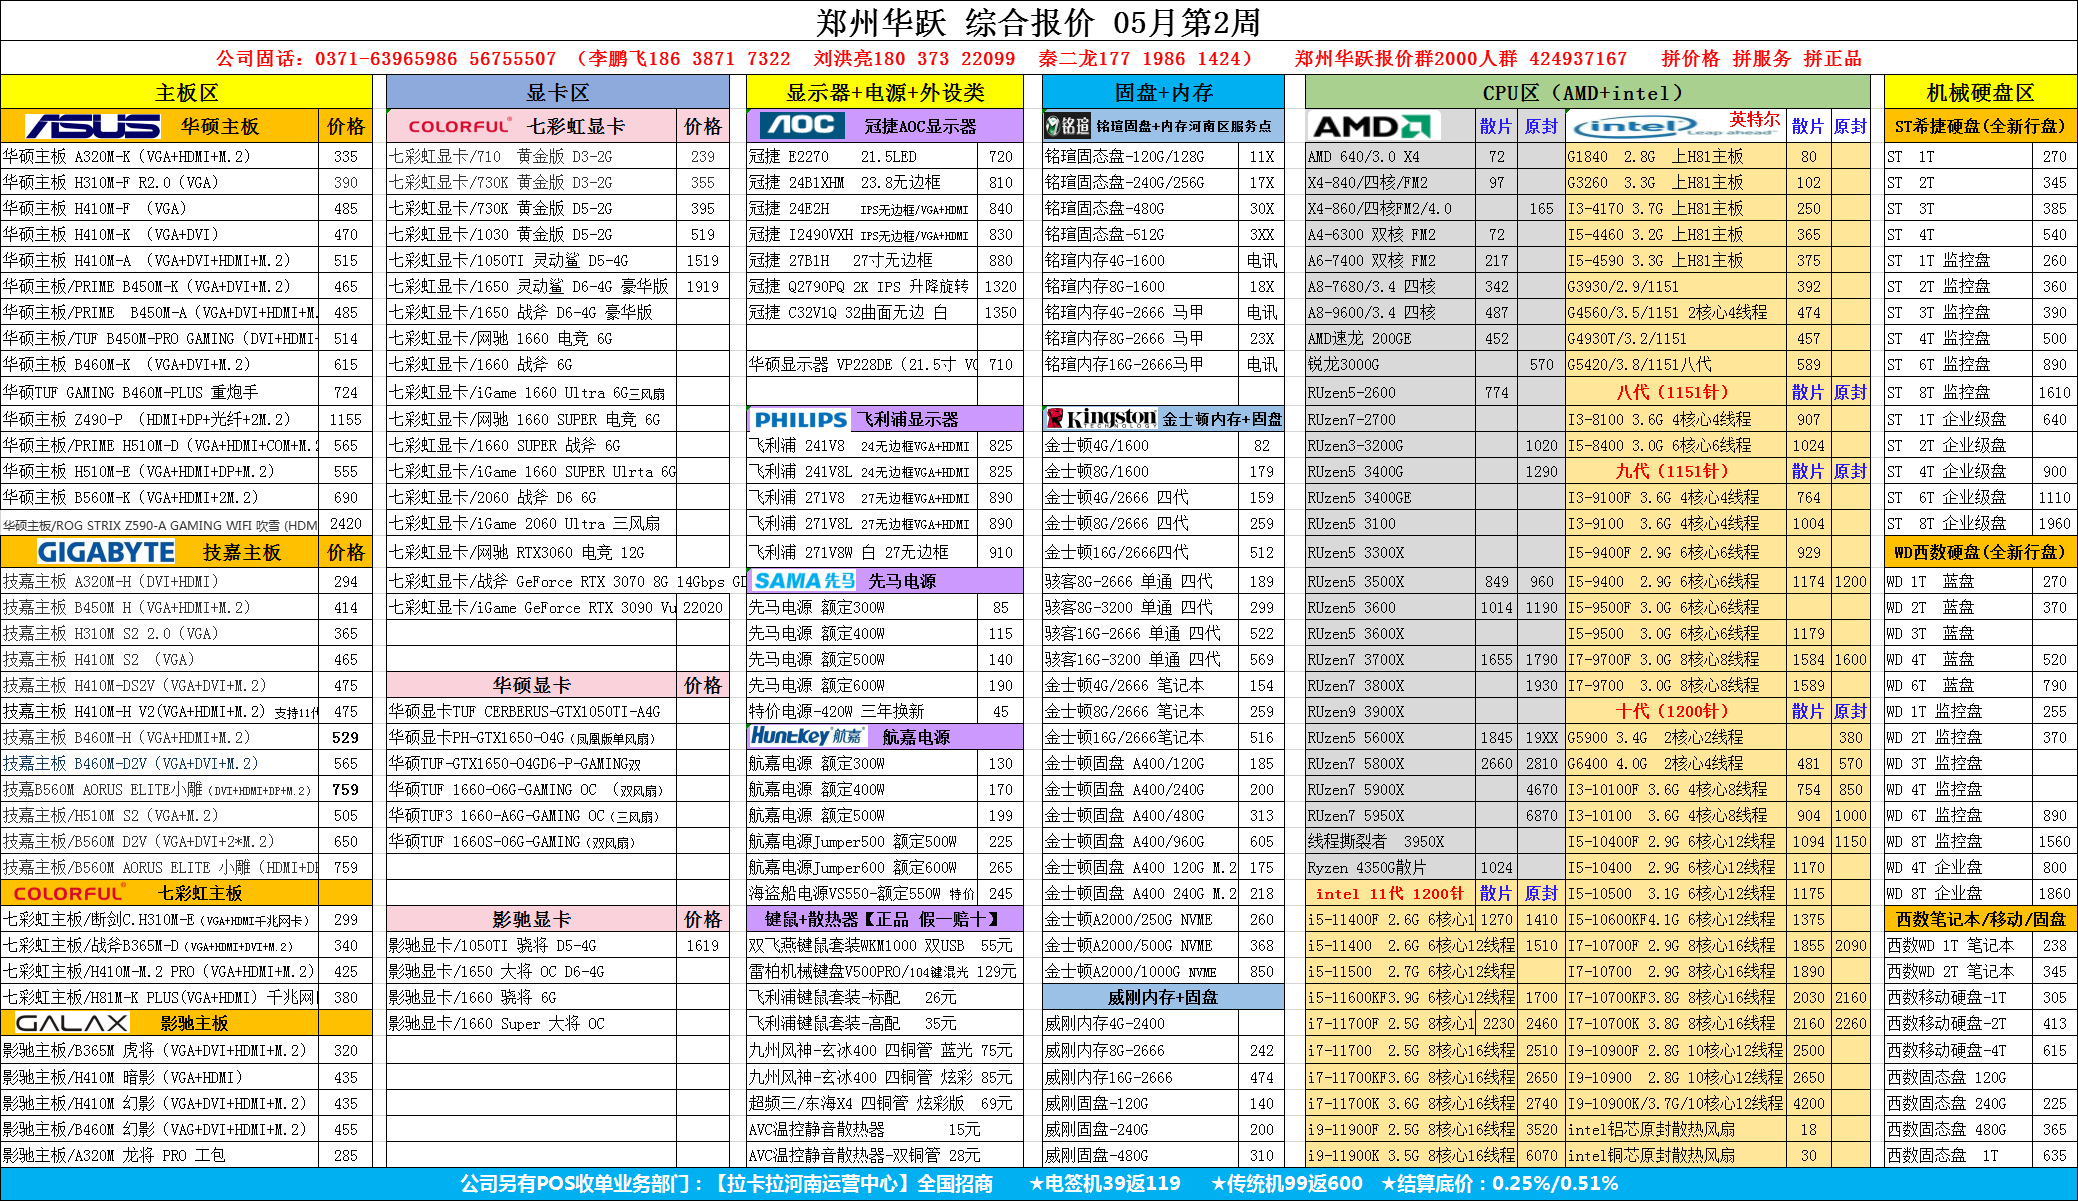 郑州华跃 综合报价 05月第2周
公司固话：0371-63965986 56755507 （李鹏飞186 3871 7322 刘洪亮180 373 22099 秦二龙177 1986 1424） 郑州华跃报价群2000人群 424937167 拼价格 拼服务 拼正品
主板区
ASUS 华硕主板 价格
华硕主板 A320M-K（VGA+HDMI+M.2） 335
华硕主板 H310M-F R2.0（VGA） 390
华硕主板 H410M-F （VGA） 485
华硕主板 H410M-K （VGA+DVI） 470
华硕主板 H410M-A （VGA+DVI+HDMI+M.2） 515
华硕主板/PRIME B450M-K（VGA+DVI+M.2） 465
华硕主板/PRIME B450M-A（VGA+DVI+HDMI+M. 485
华硕主板/TUF B450M-PRO GAMING（DVI+HDMI- 514
华硕主板 B460M-K （VGA+DVI+M.2） 615
华硕TUF GAMING B460M-PLUS 重炮手 724
华硕主板 Z490-P （HDMI+DP+光纤+2M.2） 1155
华硕主板/PRIME H510M-D（VGA+HDMI+COM+M.2 565
华硕主板 H510M-E（VGA+HDMI+DP+M.2） 555
华硕主板 B560M-K（VGA+HDMI+2M.2） 690
华硕主板/ROG STRIX Z590-A GAMING WIFI 吹雪 (HDM 2420
GIGABYTE 技嘉主板 价格
技嘉主板 A320M-H（DVI+HDMI） 294
技嘉主板 B450M H（VGA+HDMI+M.2） 414
技嘉主板 H310M S2 2.0（VGA） 365
技嘉主板 H410M S2 （VGA） 465
技嘉主板 H410M-DS2V（VGA+DVI+M.2） 475
技嘉主板 H410M-H V2(VGA+HDMI+M.2) 支持11代 475
技嘉主板 B460M-H（VGA+HDMI+M.2） 529
技嘉主板 B460M-D2V（VGA+DVI+M.2） 565
技嘉B560M AORUS ELITE小雕（DVI+HDMI+DP+M.2） 759
技嘉主板/H510M S2（VGA+M.2） 505
技嘉主板/B560M D2V（VGA+DVI+2*M.2） 650
技嘉主板/B560M AORUS ELITE 小雕（HDMI+DP 759
COLORFUL 七彩虹主板
七彩虹主板/断剑C.H310M-E（VGA+HDMI千兆网卡） 299
七彩虹主板/战斧B365M-D（VGA+HDMI+DVI+M.2） 340
七彩虹主板/H410M-M.2 PRO（VGA+HDMI+M.2） 425
七彩虹主板/H81M-K PLUS(VGA+HDMI) 千兆网 380
GALAX 影驰主板
影驰主板/B365M 虎将（VGA+DVI+HDMI+M.2） 320
影驰主板/H410M 暗影（VGA+HDMI） 435
影驰主板/H410M 幻影（VGA+DVI+HDMI+M.2） 435
影驰主板/B460M 幻影（VAG+DVI+HDMI+M.2） 455
影驰主板/A320M 龙将 PRO 工包 285
显卡区
COLORFUL 七彩虹显卡 价格
七彩虹显卡/710 黄金版 D3-2G 239
七彩虹显卡/730K 黄金版 D3-2G 355
七彩虹显卡/730K 黄金版 D5-2G 395
七彩虹显卡/1030 黄金版 D5-2G 519
七彩虹显卡/1050TI 灵动鲨 D5-4G 1519
七彩虹显卡/1650 灵动鲨 D6-4G 豪华版 1919
七彩虹显卡/1650 战斧 D6-4G 豪华版
七彩虹显卡/网驰 1660 电竞 6G
七彩虹显卡/1660 战斧 6G
七彩虹显卡/iGame 1660 Ultra 6G三风扇
七彩虹显卡/网驰 1660 SUPER 电竞 6G
七彩虹显卡/1660 SUPER 战斧 6G
七彩虹显卡/iGame 1660 SUPER Ulrta 6G
七彩虹显卡/2060 战斧 D6 6G
七彩虹显卡/iGame 2060 Ultra 三风扇
七彩虹显卡/网驰 RTX3060 电竞 12G
七彩虹显卡/战斧 GeForce RTX 3070 8G 14Gbps GD
七彩虹显卡/iGame GeForce RTX 3090 Vu 22020
华硕显卡 价格
华硕显卡TUF CERBERUS-GTX1050TI-A4G
华硕显卡PH-GTX1650-O4G（凤凰版单风扇）
华硕TUF-GTX1650-O4GD6-P-GAMING双
华硕TUF 1660-O6G-GAMING OC （双风扇）
华硕TUF3 1660-A6G-GAMING OC（三风扇）
华硕TUF 1660S-O6G-GAMING（双风扇）
影驰显卡 价格
影驰显卡/1050TI 骁将 D5-4G 1619
影驰显卡/1650 大将 OC D6-4G
影驰显卡/1660 骁将 6G
影驰显卡/1660 Super 大将 OC
显示器+电源+外设类
AOC 冠捷AOC显示器
冠捷 E2270 21.5LED 720
冠捷 24B1XHM 23.8无边框 810
冠捷 24E2H IPS无边框/VGA+HDMI 840
冠捷 I2490VXH IPS无边框/VGA+HDMI 830
冠捷 27B1H 27寸无边框 880
冠捷 Q2790PQ 2K IPS 升降旋转 1320
冠捷 C32V1Q 32曲面无边 白 1350
华硕显示器 VP228DE（21.5寸 VG 710
PHILIPS 飞利浦显示器
飞利浦 241V8 24无边框VGA+HDMI 825
飞利浦 241V8L 24无边框VGA+HDMI 825
飞利浦 271V8 27无边框VGA+HDMI 890
飞利浦 271V8L 27无边框VGA+HDMI 890
飞利浦 271V8W 白 27无边框 910
SAMA先马 先马电源
先马电源 额定300W 85
先马电源 额定400W 115
先马电源 额定500W 140
先马电源 额定600W 190
特价电源-420W 三年换新 45
HuntKey航嘉 航嘉电源
航嘉电源 额定300W 130
航嘉电源 额定400W 170
航嘉电源 额定500W 199
航嘉电源Jumper500 额定500W 225
航嘉电源Jumper600 额定600W 265
海盗船电源VS550-额定550W 特价 245
键鼠+散热器【正品 假一赔十】
双飞燕键鼠套装WKM1000 双USB 55元
雷柏机械键盘V500PRO/104键混光 129元
飞利浦键鼠套装-标配 26元
飞利浦键鼠套装-高配 35元
九州风神-玄冰400 四铜管 蓝光 75元
九州风神-玄冰400 四铜管 炫彩 85元
超频三/东海X4 四铜管 炫彩版 69元
AVC温控静音散热器 15元
AVC温控静音散热器-双铜管 28元
固盘+内存
铭瑄 铭瑄固盘+内存河南区服务点
铭瑄固态盘-120G/128G 11X
铭瑄固态盘-240G/256G 17X
铭瑄固态盘-480G 30X
铭瑄固态盘-512G 3XX
铭瑄内存4G-1600 电讯
铭瑄内存8G-1600 18X
铭瑄内存4G-2666 马甲 电讯
铭瑄内存8G-2666 马甲 23X
铭瑄内存16G-2666马甲 电讯
Kingston TECHNOLOGY 金士顿内存+固盘
金士顿4G/1600 82
金士顿8G/1600 179
金士顿4G/2666 四代 159
金士顿8G/2666 四代 259
金士顿16G/2666四代 512
骇客8G-2666 单通 四代 189
骇客8G-3200 单通 四代 299
骇客16G-2666 单通 四代 522
骇客16G-3200 单通 四代 569
金士顿4G/2666 笔记本 154
金士顿8G/2666 笔记本 259
金士顿16G/2666笔记本 516
金士顿固盘 A400/120G 185
金士顿固盘 A400/240G 200
金士顿固盘 A400/480G 313
金士顿固盘 A400/960G 605
金士顿固盘 A400 120G M.2 175
金士顿固盘 A400 240G M.2 218
金士顿A2000/250G NVME 260
金士顿A2000/500G NVME 368
金士顿A2000/1000G NVME 850
威刚内存+固盘
威刚内存4G-2400
威刚内存8G-2666 242
威刚内存16G-2666 474
威刚固盘-120G 140
威刚固盘-240G 200
威刚固盘-480G 310
CPU区（AMD+intel）
AMD 散片 原封
AMD 640/3.0 X4 72
X4-840/四核/FM2 97
X4-860/四核FM2/4.0 165
A4-6300 双核 FM2 72
A6-7400 双核 FM2 217
A8-7680/3.4 四核 342
A8-9600/3.4 四核 487
AMD速龙 200GE 452
锐龙3000G 570
RUzen5-2600 774
RUzen7-2700
RUzen3-3200G 1020
RUzen5 3400G 1290
RUzen5 3400GE
RUzen5 3100
RUzen5 3300X
RUzen5 3500X 849 960
RUzen5 3600 1014 1190
RUzen5 3600X
RUzen7 3700X 1655 1790
RUzen7 3800X 1930
RUzen9 3900X
RUzen5 5600X 1845 19XX
RUzen7 5800X 2660 2810
RUzen7 5900X 4670
RUzen7 5950X 6870
线程撕裂者 3950X
Ryzen 4350G散片 1024
intel 11代 1200针 散片 原封
i5-11400F 2.6G 6核心1 1270 1410
i5-11400 2.6G 6核心12线程 1510
i5-11500 2.7G 6核心12线程
i5-11600KF3.9G 6核心12线程 1700
i7-11700F 2.5G 8核心1 2230 2460
i7-11700 2.5G 8核心16线程 2510
i7-11700KF3.6G 8核心16线程 2650
i7-11700K 3.6G 8核心16线程 2740
i9-11900F 2.5G 8核心16线程 3520
i9-11900K 3.5G 8核心16线程 6070
intel Leap ahead 英特尔 散片 原封
G1840 2.8G 上H81主板 80
G3260 3.3G 上H81主板 102
I3-4170 3.7G 上H81主板 250
I5-4460 3.2G 上H81主板 365
I5-4590 3.3G 上H81主板 375
G3930/2.9/1151 392
G4560/3.5/1151 2核心4线程 474
G4930T/3.2/1151 457
G5420/3.8/1151八代 589
八代（1151针） 散片 原封
I3-8100 3.6G 4核心4线程 907
I5-8400 3.0G 6核心6线程 1024
九代（1151针） 散片 原封
I3-9100F 3.6G 4核心4线程 764
I3-9100 3.6G 4核心4线程 1004
I5-9400F 2.9G 6核心6线程 929
I5-9400 2.9G 6核心6线程 1174 1200
I5-9500F 3.0G 6核心6线程
I5-9500 3.0G 6核心6线程 1179
I7-9700F 3.0G 8核心8线程 1584 1600
I7-9700 3.0G 8核心8线程 1589
十代（1200针） 散片 原封
G5900 3.4G 2核心2线程 380
G6400 4.0G 2核心4线程 481 570
I3-10100F 3.6G 4核心8线程 754 850
I3-10100 3.6G 4核心8线程 904 1000
I5-10400F 2.9G 6核心12线程 1094 1150
I5-10400 2.9G 6核心12线程 1170
I5-10500 3.1G 6核心12线程 1175
I5-10600KF4.1G 6核心12线程 1375
I7-10700F 2.9G 8核心16线程 1855 2090
I7-10700 2.9G 8核心16线程 1890
I7-10700KF3.8G 8核心16线程 2030 2160
I7-10700K 3.8G 8核心16线程 2160 2260
I9-10900F 2.8G 10核心12线程 2500
I9-10900 2.8G 10核心12线程 2650
I9-10900K/3.7G/10核心12线程 4200
intel铝芯原封散热风扇 18
intel铜芯原封散热风扇 30
机械硬盘区
ST希捷硬盘(全新行盘)
ST 1T 270
ST 2T 345
ST 3T 385
ST 4T 540
ST 1T 监控盘 260
ST 2T 监控盘 360
ST 3T 监控盘 390
ST 4T 监控盘 500
ST 6T 监控盘 890
ST 8T 监控盘 1610
ST 1T 企业级盘 640
ST 2T 企业级盘
ST 4T 企业级盘 900
ST 6T 企业级盘 1110
ST 8T 企业级盘 1960
WD西数硬盘(全新行盘)
WD 1T 蓝盘 270
WD 2T 蓝盘 370
WD 3T 蓝盘
WD 4T 蓝盘 520
WD 6T 蓝盘 790
WD 1T 监控盘 255
WD 2T 监控盘 370
WD 3T 监控盘
WD 4T 监控盘
WD 6T 监控盘 890
WD 8T 监控盘 1560
WD 4T 企业盘 800
WD 8T 企业盘 1860
西数笔记本/移动/固盘
西数WD 1T 笔记本 238
西数WD 2T 笔记本 345
西数移动硬盘-1T 305
西数移动硬盘-2T 413
西数移动硬盘-4T 615
西数固态盘 120G
西数固态盘 240G 225
西数固态盘 480G 365
西数固态盘 1T 635
公司另有POS收单业务部门：【拉卡拉河南运营中心】全国招商 ★电签机39返119 ★传统机99返600 ★结算底价：0.25%/0.51%